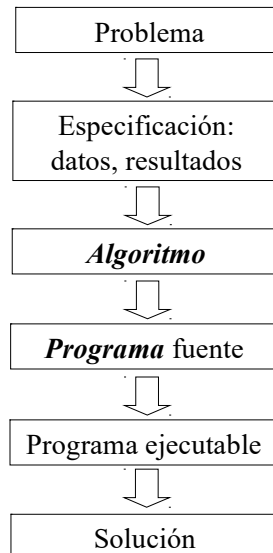 Problema
Especificación:
datos, resultados
Algoritmo
Programa fuente
Programa ejecutable
Solución